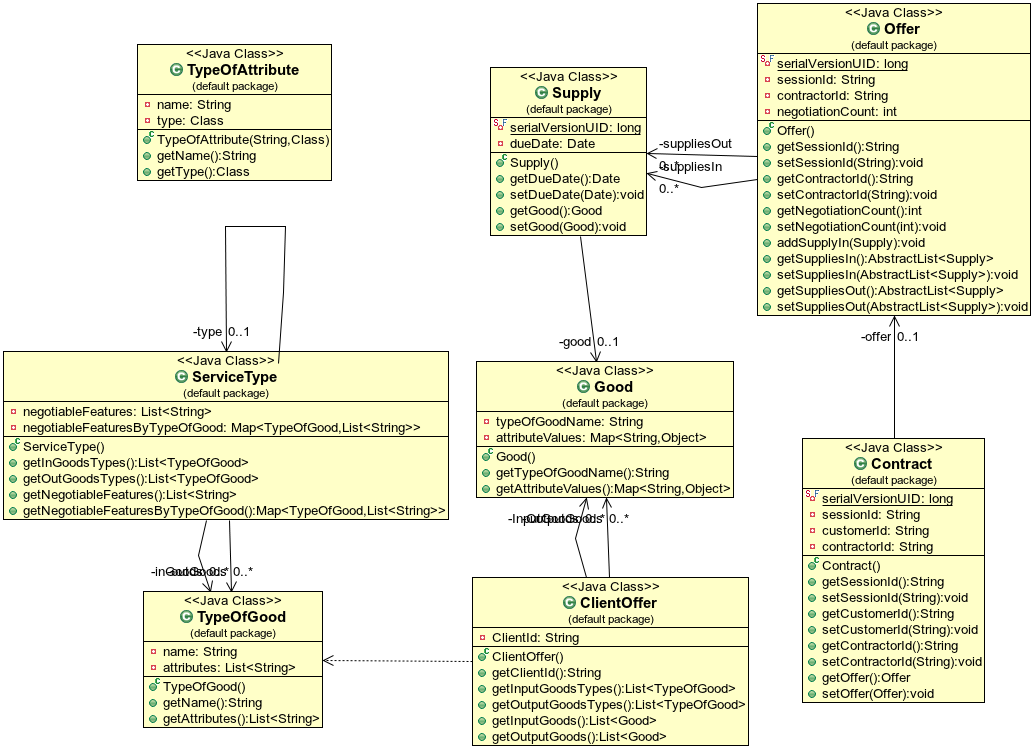 <<Java Class>>
TypeOfAttribute
(default package)
name: String
type: Class
TypeOfAttribute(String,Class)
getName():String
getType():Class
<<Java Class>>
Supply
(default package)
serialVersionUID: long
dueDate: Date
Supply()
getDueDate():Date
setDueDate(Date):void
getGood():Good
setGood(Good):void
-suppliesOut
0..*
-suppliesIn
0..*
<<Java Class>>
Offer
(default package)
serialVersionUID: long
sessionId: String
contractorId: String
negotiationCount: int
Offer()
getSessionId():String
setSessionId(String):void
getContractorId():String
setContractorId(String):void
getNegotiationCount():int
setNegotiationCount(int):void
addSupplyIn(Supply):void
getSuppliesIn():AbstractList<Supply>
setSuppliesIn(AbstractList<Supply>):void
getSuppliesOut():AbstractList<Supply>
setSuppliesOut(AbstractList<Supply>):void
-type 0..1
-good 0..1
-offer 0..1
<<Java Class>>
ServiceType
(default package)
negotiableFeatures: List<String>
negotiableFeaturesByTypeOfGood: Map<TypeOfGood,List<String>>
ServiceType()
getInGoodsTypes():List<TypeOfGood>
getOutGoodsTypes():List<TypeOfGood>
getNegotiableFeatures():List<String>
getNegotiableFeaturesByTypeOfGood():Map<TypeOfGood,List<String>>
<<Java Class>>
Good
(default package)
typeOfGoodName: String
attributeValues: Map<String,Object>
Good()
getTypeOfGoodName():String
getAttributeValues():Map<String,Object>
<<Java Class>>
Contract
(default package)
serialVersionUID: long
sessionId: String
customerId: String
contractorId: String
Contract()
getSessionId():String
setSessionId(String):void
getCustomerId():String
setCustomerId(String):void
getContractorId():String
setContractorId(String):void
getOffer():Offer
setOffer(Offer):void
0..* 0..*
0..* 0..*
<<Java Class>>
TypeOfGood
(default package)
name: String
attributes: List<String>
TypeOfGood()
getName():String
getAttributes():List<String>
<<Java Class>>
ClientOffer
(default package)
ClientId: String
ClientOffer()
getClientId():String
getInputGoodsTypes():List<TypeOfGood>
getOutputGoodsTypes():List<TypeOfGood>
getInputGoods():List<Good>
getOutputGoods():List<Good>